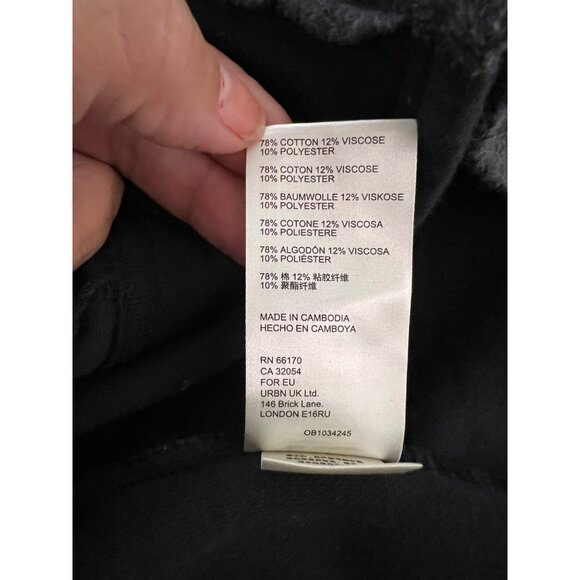 78% COTTON 12% VISCOSE
10% POLYESTER
78% COTON 12% VISCOSE
10% POLYESTER
78% BAUMWOLLE 12% VISKOSE
10% POLYESTER
78% COTONE 12% VISCOSA
10% POLIESTERE
78% ALGODÓN 12% VISCOSA
10% POLIÉSTER
78% 棉 12% 粘胶纤维
10% 聚酯纤维
MADE IN CAMBODIA
HECHO EN CAMBOYA
RN 66170
CA 32054
FOR EU
URBN UK Ltd.
146 Brick Lane.
LONDON E16RU
OB1034245